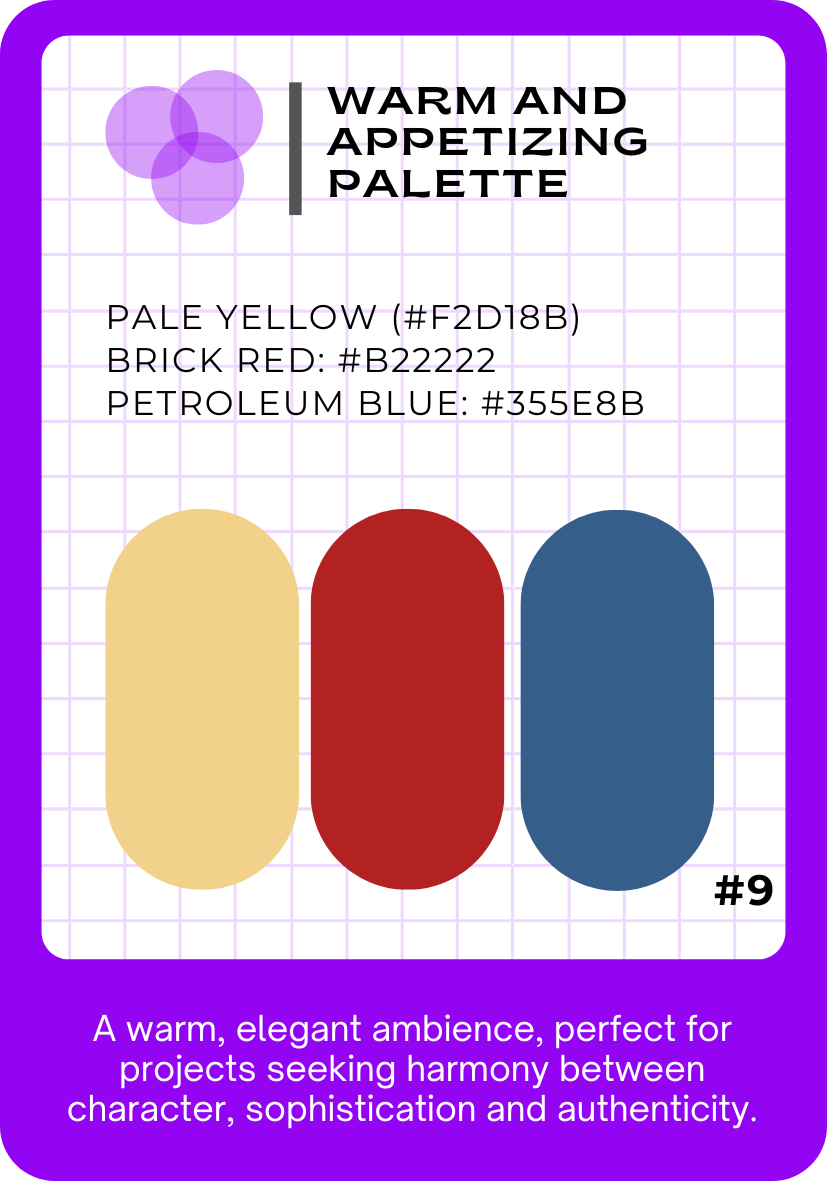 WARM AND
APPETIZING
PALETTE
PALE YELLOW (#F2D18B)
BRICK RED: #B22222
PETROLEUM BLUE: #355E8B
#9
A warm, elegant ambience, perfect for
projects seeking harmony between
character, sophistication and authenticity.